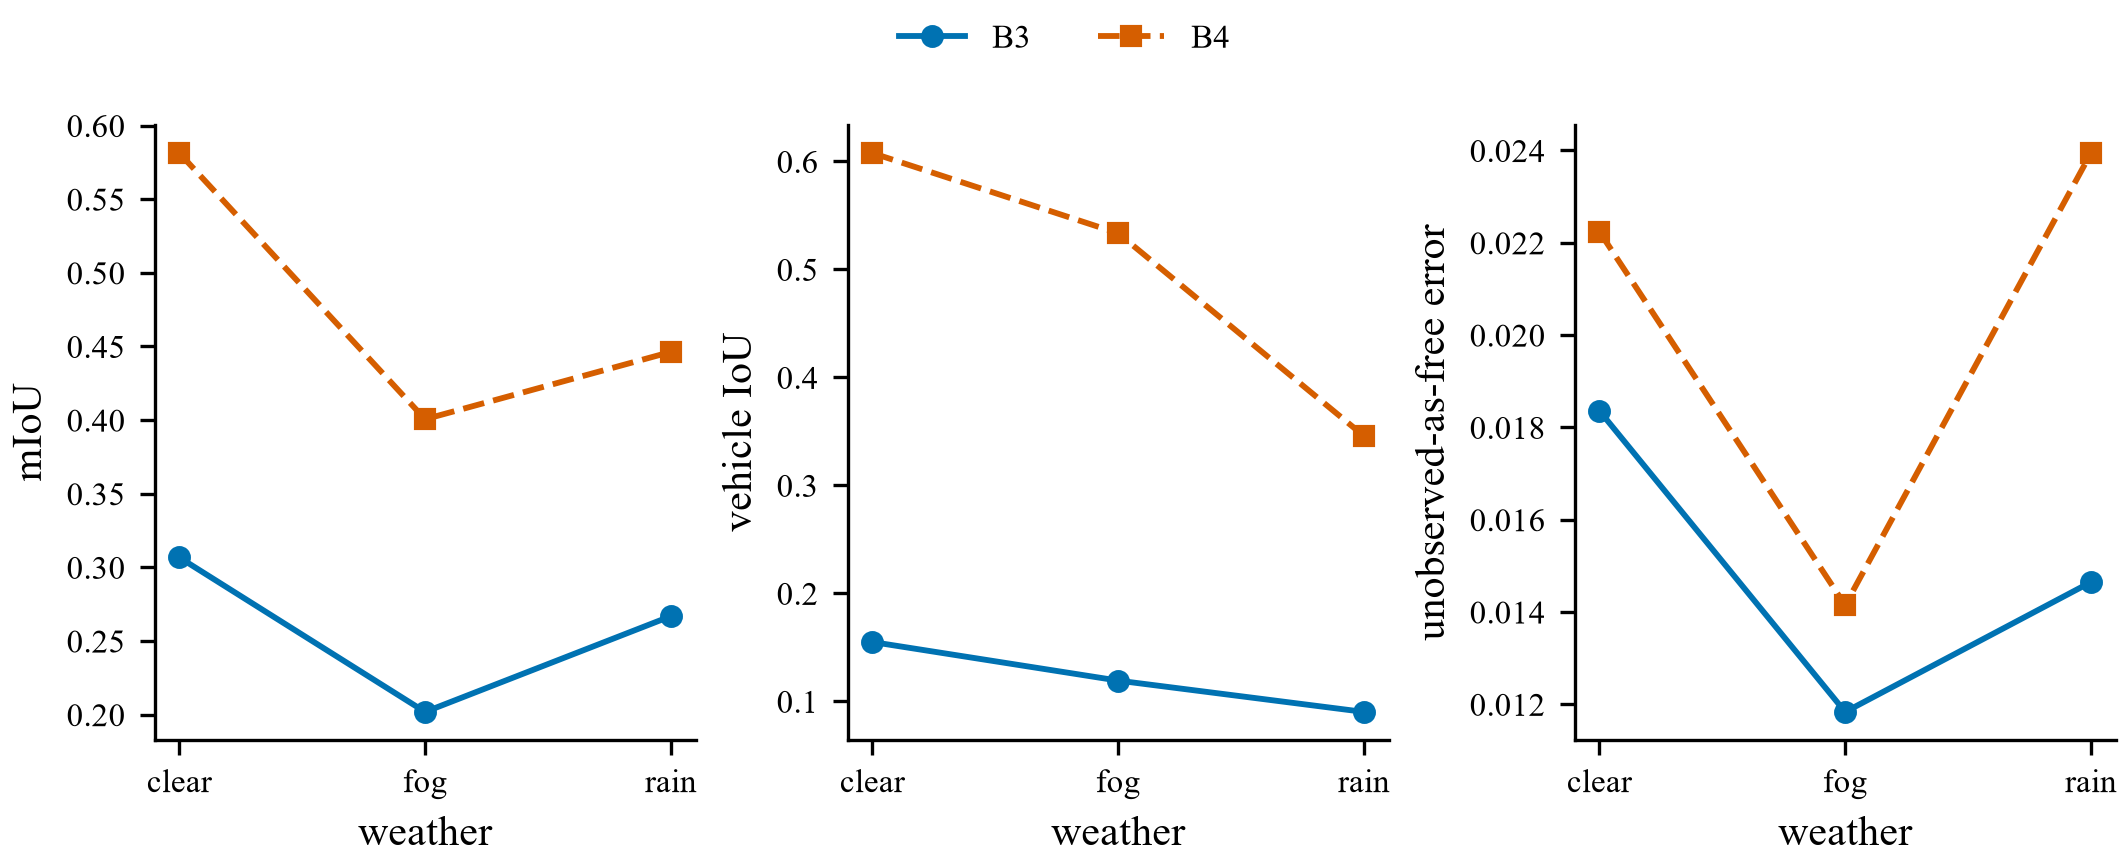 B3 B4
mIoU
0.60
0.55
0.50
0.45
0.40
0.35
0.30
0.25
0.20
clear fog rain
weather
vehicle IoU
0.6
0.5
0.4
0.3
0.2
0.1
clear fog rain
weather
unobserved-as-free error
0.024
0.022
0.020
0.018
0.016
0.014
0.012
clear fog rain
weather